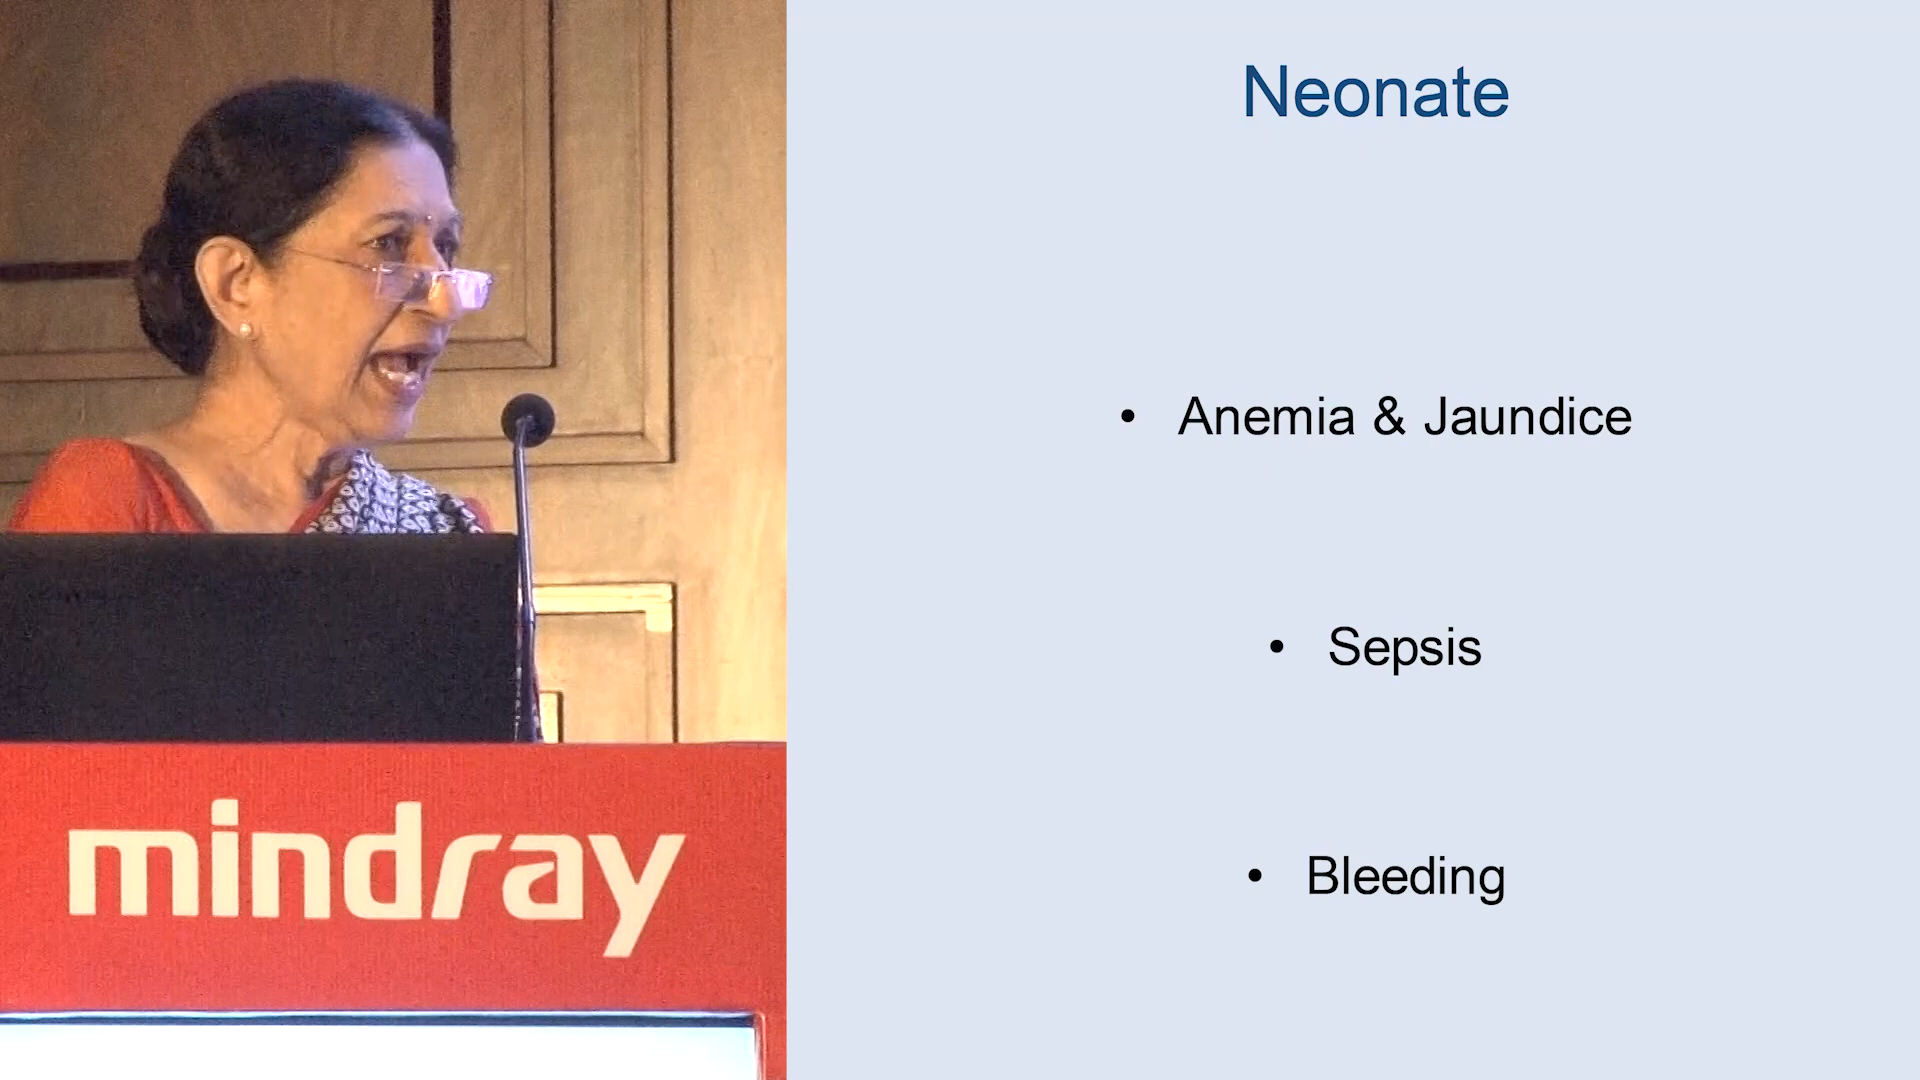 Neonate
• Anemia & Jaundice
• Sepsis
• Bleeding
mindray